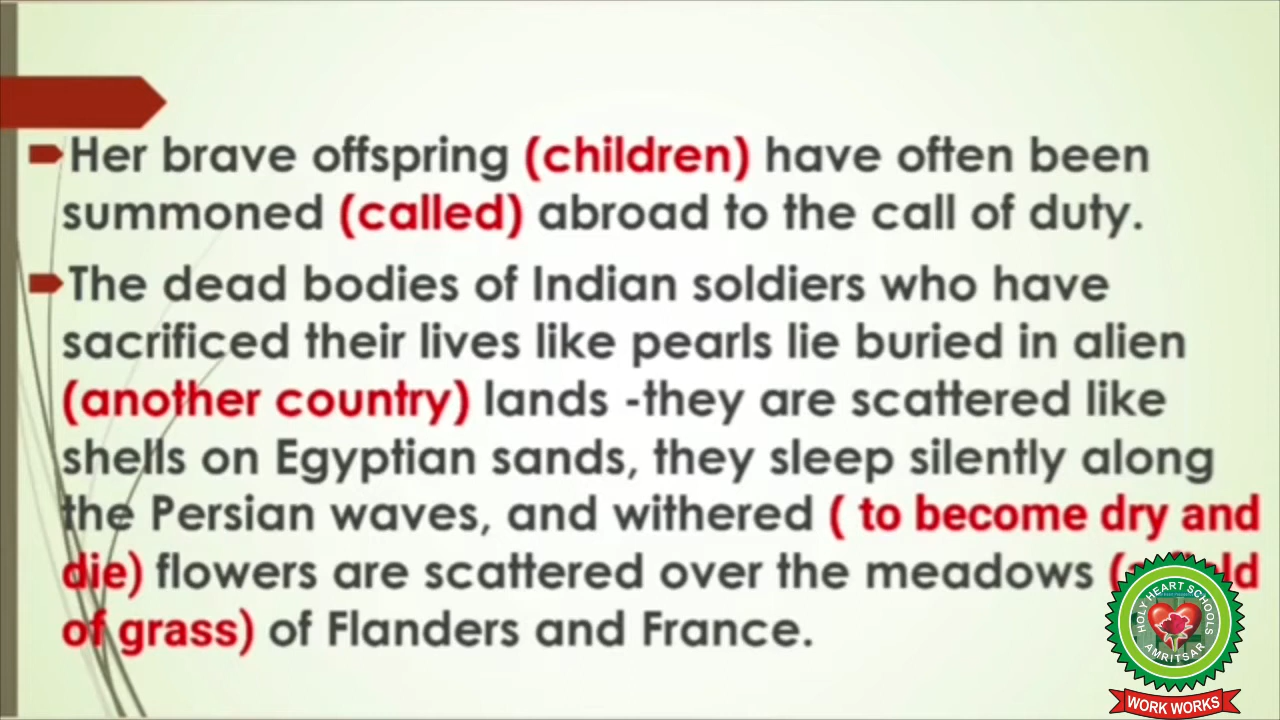 Her brave offspring (children) have often been
summoned (called) abroad to the call of duty.
The dead bodies of Indian soldiers who have
sacrificed their lives like pearls lie buried in alien
(another country) lands -they are scattered like
shells on Egyptian sands, they sleep silently along
the Persian waves, and withered ( to become dry and
die) flowers are scattered over the meadows
of grass) of Flanders and France.
HOLY HEART SCHOOLS
AMRITSAR
WORK WORKS